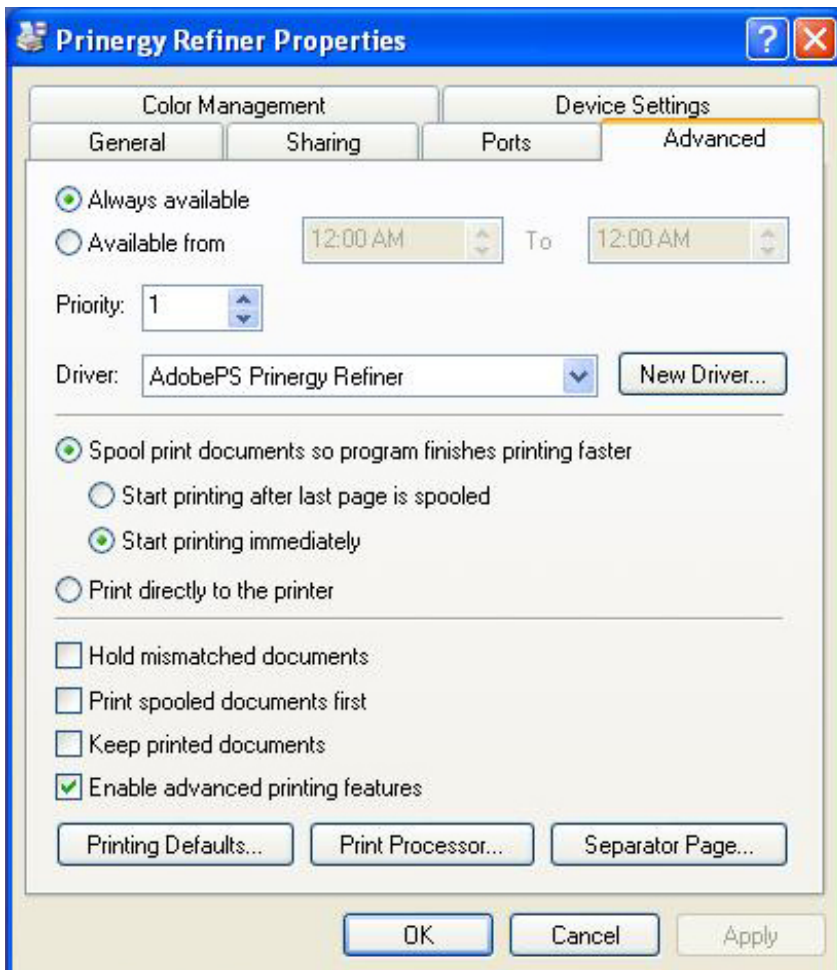 Prinergy Refiner Properties
Color Management Device Settings
General Sharing Ports Advanced
Always available
Available from 12:00 AM To 12:00 AM
Priority: 1
Driver: AdobePS Prinergy Refiner New Driver...
Spool print documents so program finishes printing faster
Start printing after last page is spooled
Start printing immediately
Print directly to the printer
Hold mismatched documents
Print spooled documents first
Keep printed documents
Enable advanced printing features
Printing Defaults... Print Processor... Separator Page...
OK Cancel Apply